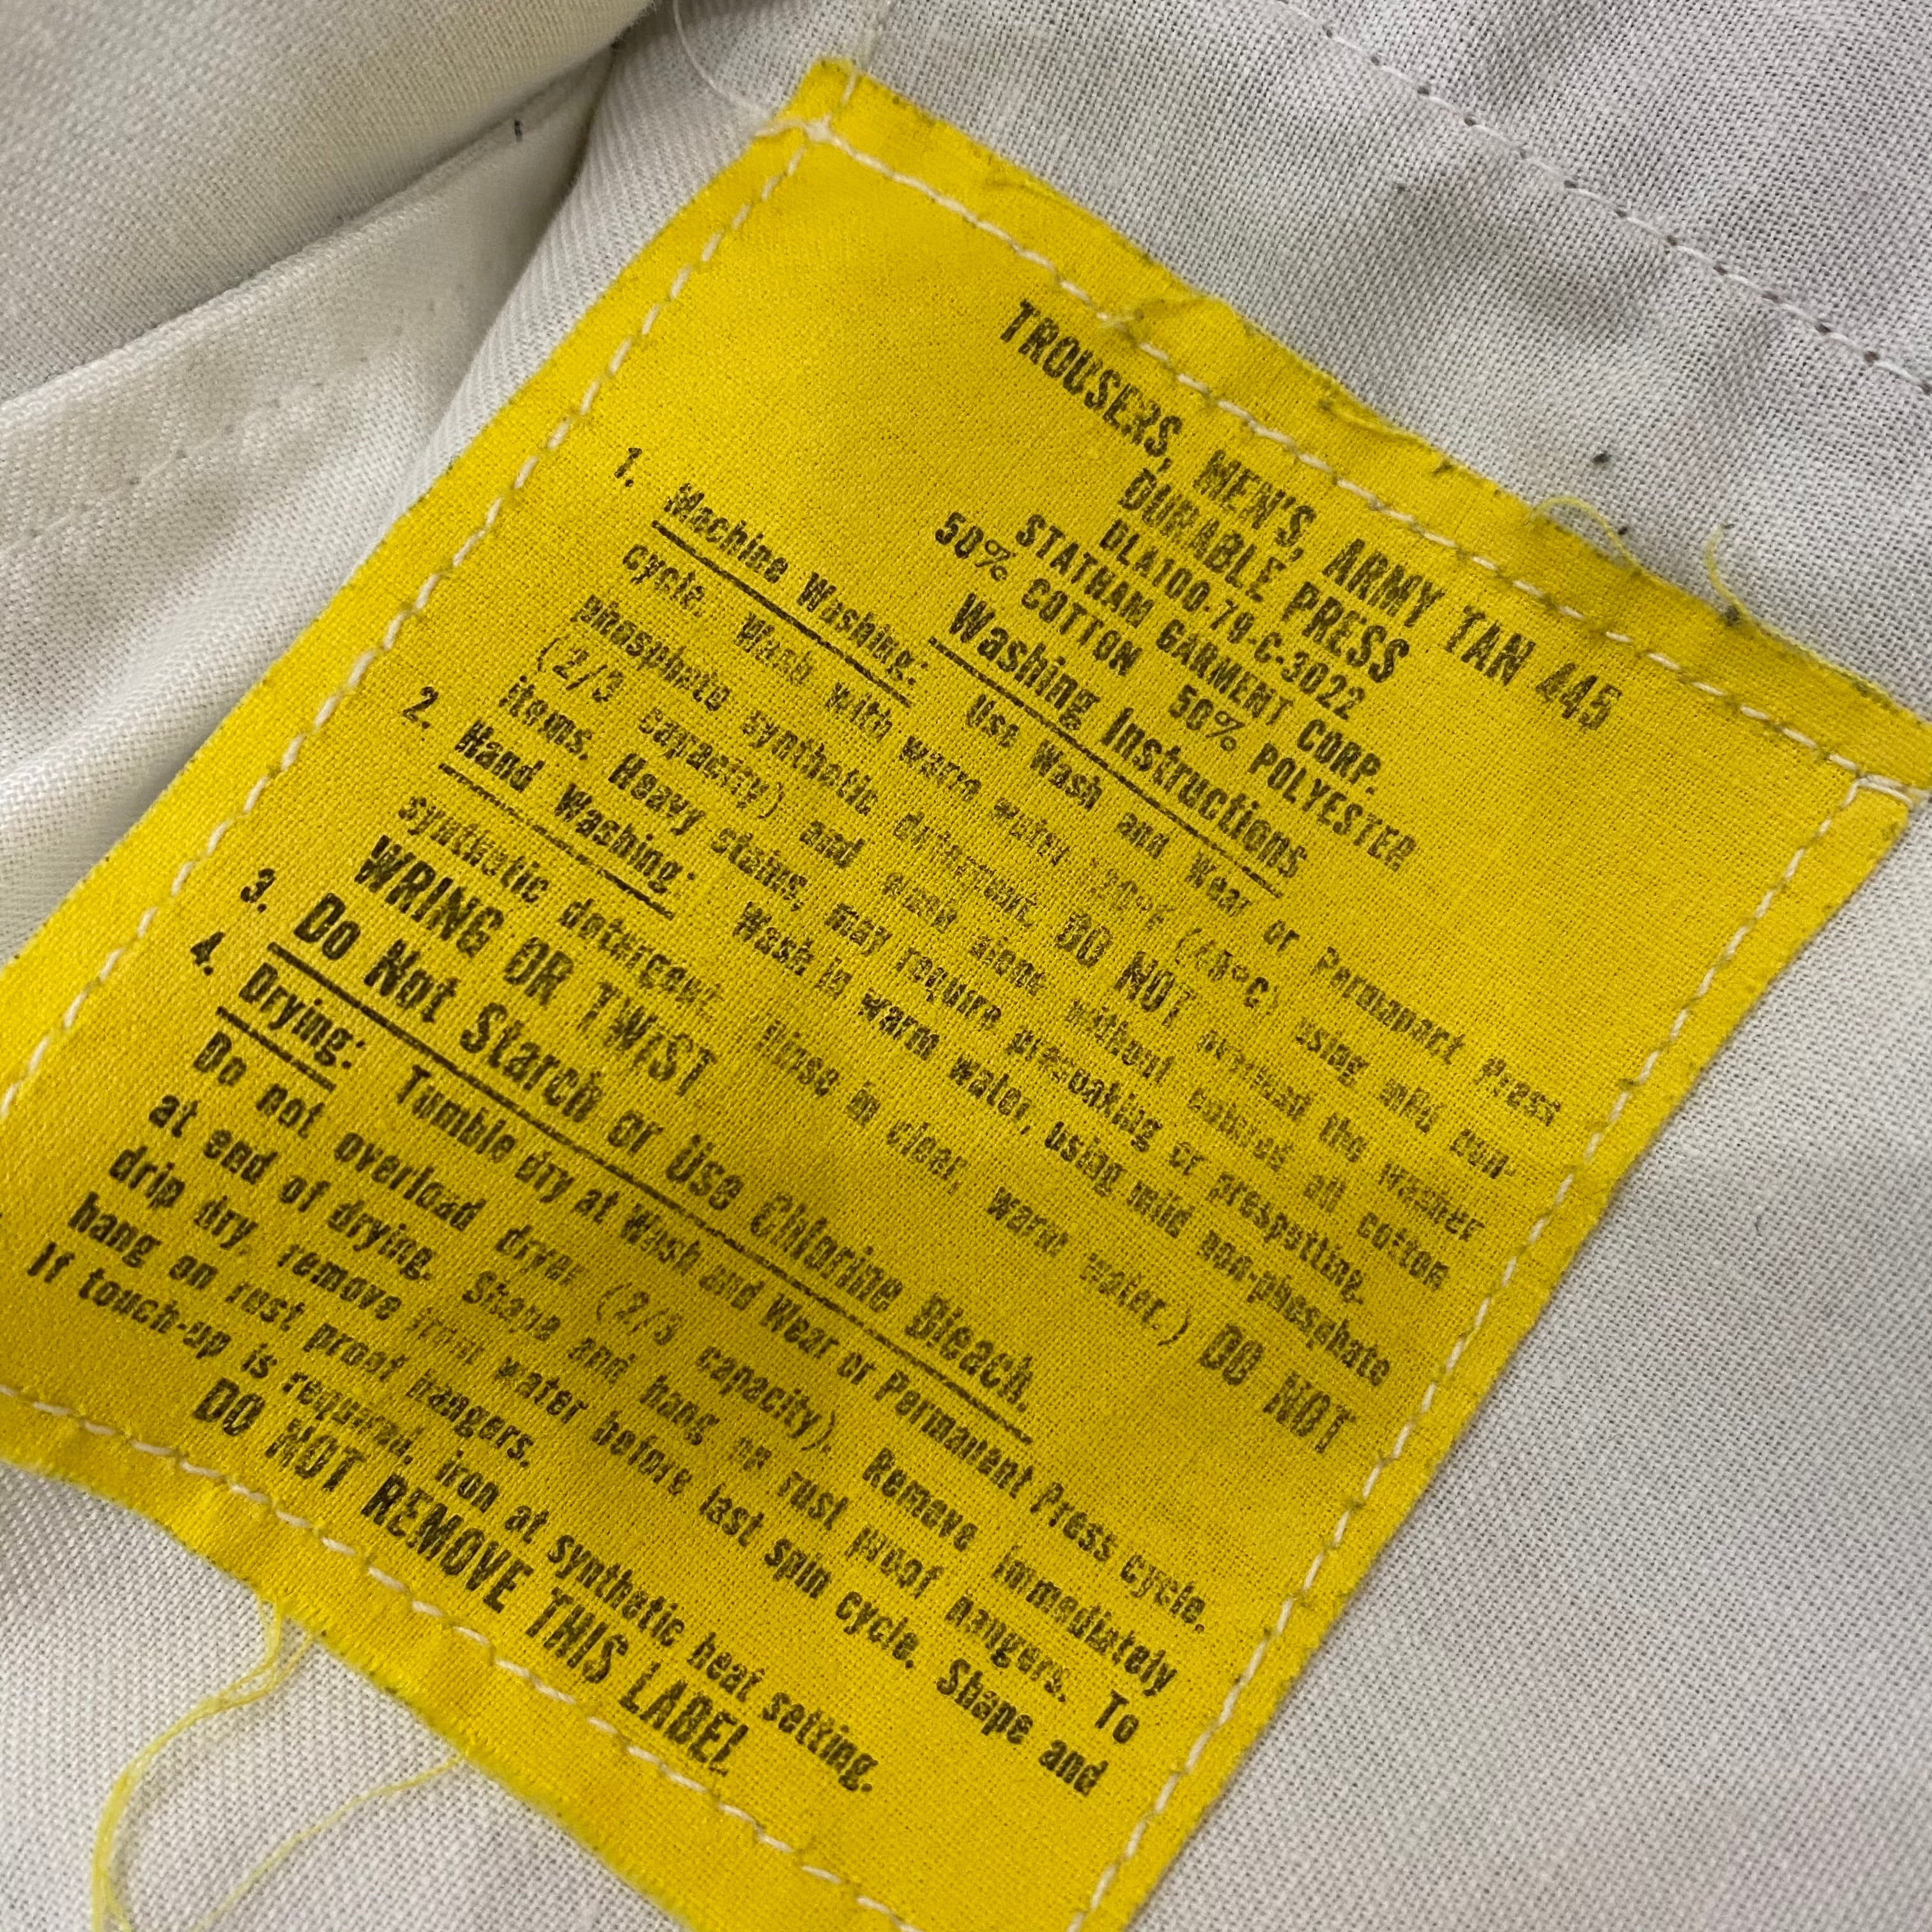 TROUSERS, MEN'S, ARMY TAN 445
DURABLE PRESS
DLA100-79-C-3022
STATHAM GARMENT CORP.
50% COTTON 50% POLYESTER
Washing Instructions
1. Machine Washing: Use Wash and Wear or Permanent Press
cycle. Wash with warm water (48°C) using mild non-
phosphate synthetic detergent. DO NOT the washer
(2/3 capacity) and wash alone without all cotton
items. Heavy stains, may require presoaking or prespotting.
2. Hand Washing: Wash in warm water, using mild non-phosphate
synthetic detergent. Rinse in clear, warm water.) DO NOT
WRING OR TWIST
3. Do Not Starch or Use Chlorine Bleach.
4. Drying: Tumble dry at Wash and Wear or Permanent Press cycle.
Do not overload dryer (2/3 capacity). Remove immediately
at end of drying. Shape and hang on rust proof hangers. To
drip dry, remove from water before last spin cycle. Shape and
hang on rust proof hangers.
If touch-up is required, iron at synthetic heat setting.
DO NOT REMOVE THIS LABEL